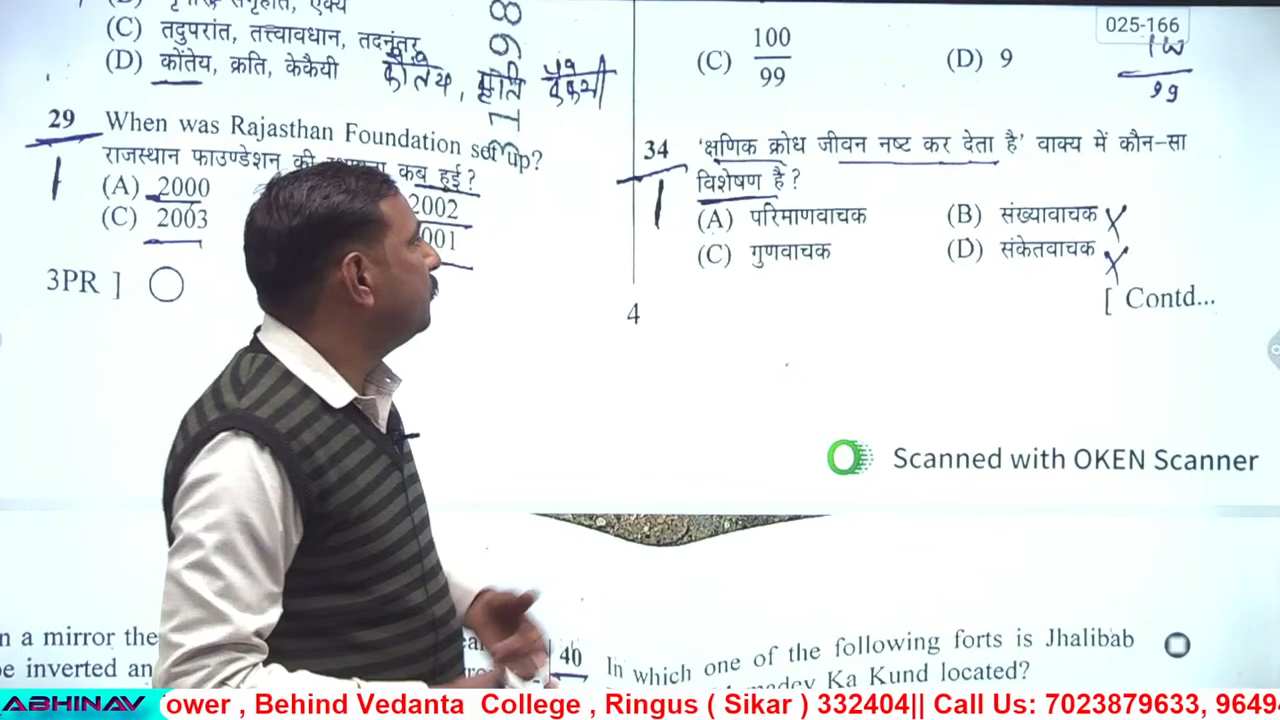 (C) तदुपरांत, तत्त्वावधान, तदनंतर
(D) कोंतेय, क्रति, केकैयी
29 When was Rajasthan Foundation set up?
राजस्थान फाउण्डेशन की कब हुई?
(A) 2000
2002
(C) 2003
001
3PR ]
025-166
(C) 100/99
(D) 9
34 'क्षणिक क्रोध जीवन नष्ट कर देता है' वाक्य में कौन-सा
विशेषण है?
(A) परिमाणवाचक
(B) संख्यावाचक
(C) गुणवाचक
(D) संकेतवाचक
4
[ Contd...
Scanned with OKEN Scanner
n a mirror the
e inverted an
40 In which one of the following forts is Jhalibab
Ka Kund located?
ABHINAV
ower , Behind Vedanta College , Ringus ( Sikar ) 332404|| Call Us: 7023879633, 9649